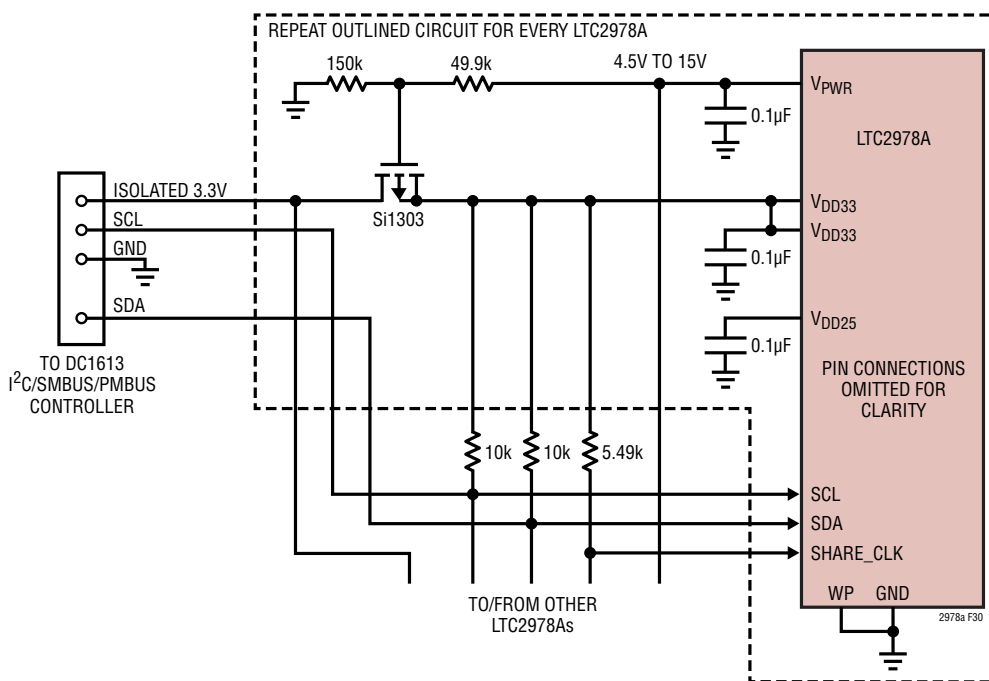 REPEAT OUTLINED CIRCUIT FOR EVERY LTC2978A
150k
49.9k
4.5V TO 15V
VPWR
0.1µF
LTC2978A
ISOLATED 3.3V
Si1303
VDD33
SCL
VDD33
GND
0.1µF
SDA
VDD25
0.1µF
TO DC1613
I2C/SMBUS/PMBUS
CONTROLLER
PIN CONNECTIONS
OMITTED FOR
CLARITY
10k
10k
5.49k
SCL
SDA
SHARE_CLK
TO/FROM OTHER
LTC2978As
WP
GND
2978a F30